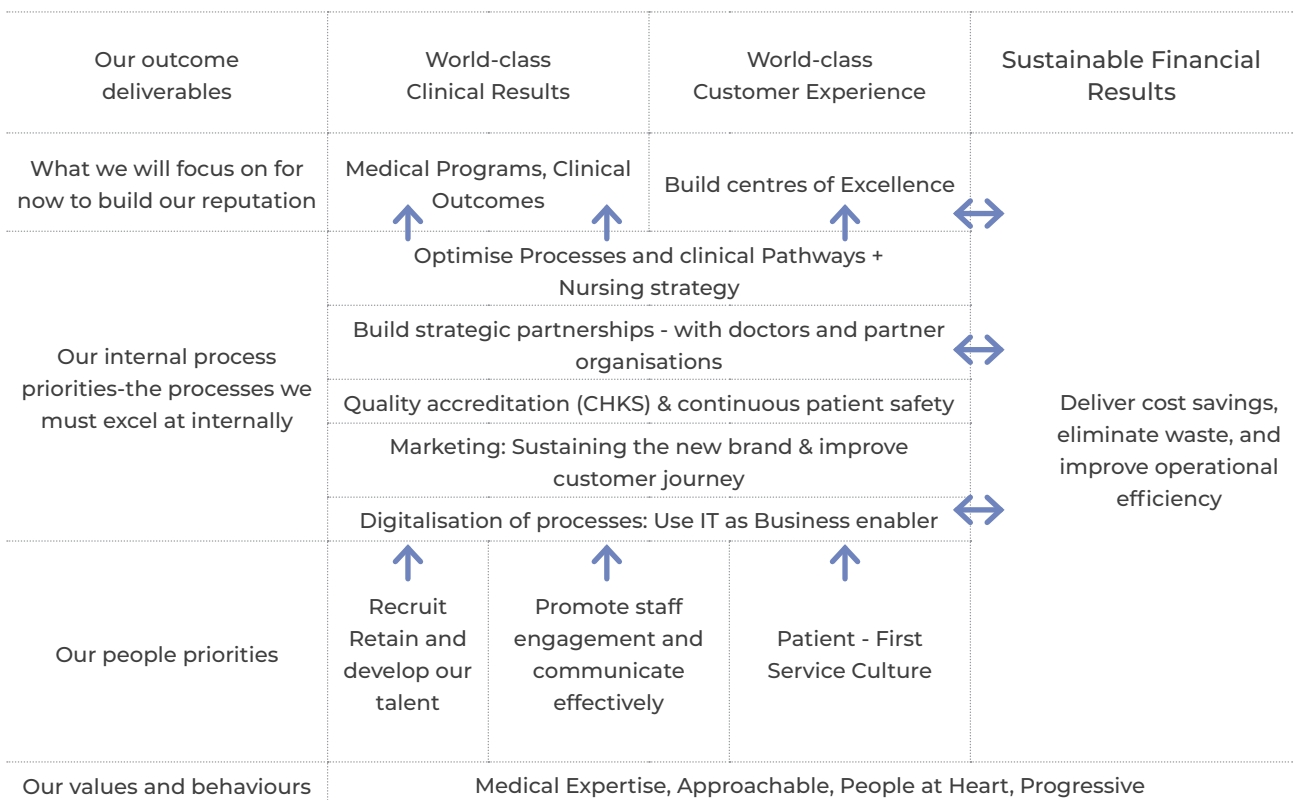 Our outcome
deliverables
World-class
Clinical Results
World-class
Customer Experience
Sustainable Financial
Results
What we will focus on for
now to build our reputation
Medical Programs, Clinical
Outcomes
Build centres of Excellence
Our internal process
priorities-the processes we
must excel at internally
Optimise Processes and clinical Pathways +
Nursing strategy
Build strategic partnerships - with doctors and partner
organisations
Quality accreditation (CHKS) & continuous patient safety
Marketing: Sustaining the new brand & improve
customer journey
Digitalisation of processes: Use IT as Business enabler
Deliver cost savings,
eliminate waste, and
improve operational
efficiency
Our people priorities
Recruit
Retain and
develop our
talent
Promote staff
engagement and
communicate
effectively
Patient - First
Service Culture
Our values and behaviours
Medical Expertise, Approachable, People at Heart, Progressive